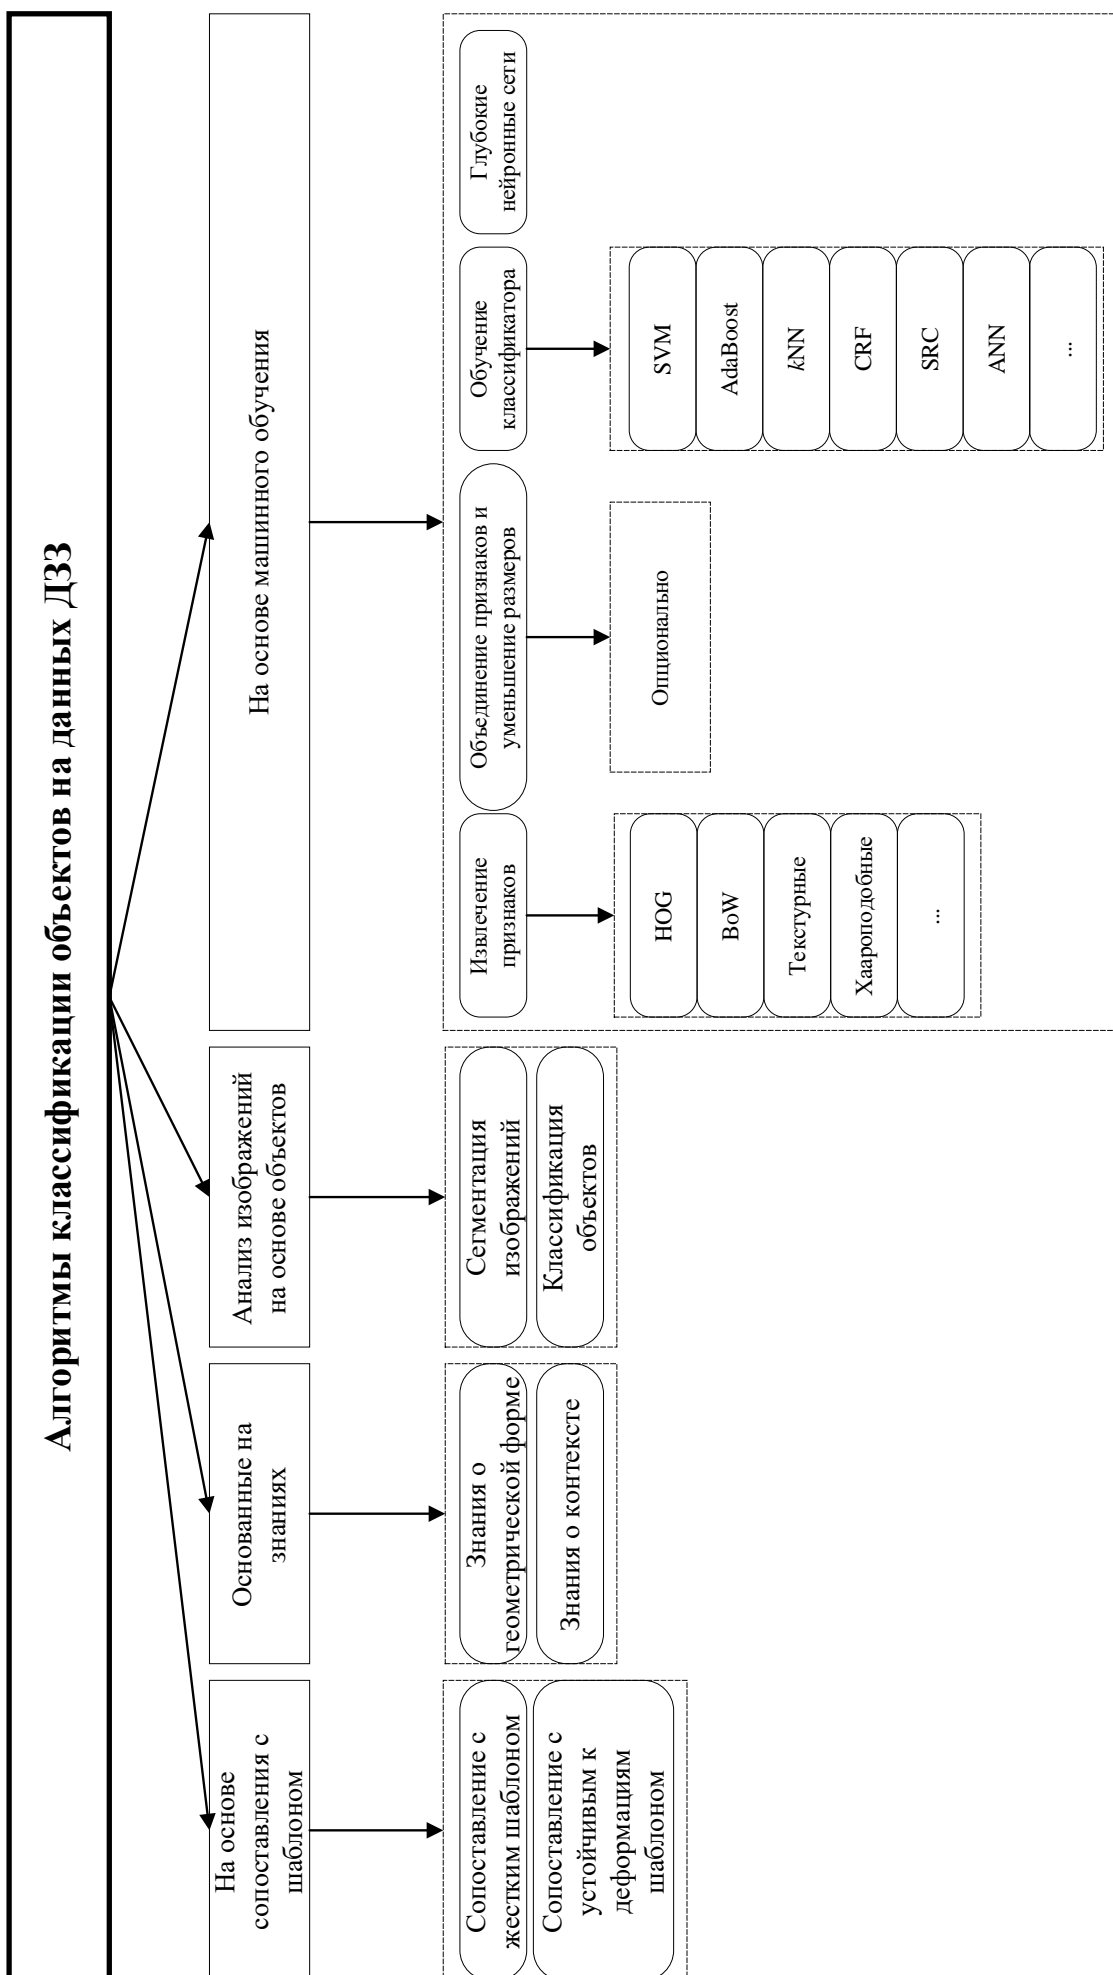 Алгоритмы классификации объектов на данных ДЗЗ
На основе
сопоставления с
шаблоном
Основанные на
знаниях
Анализ изображений
на основе объектов
На основе машинного обучения
Сопоставление с
жестким шаблоном
Сопоставление с
устойчивым к
деформациям
шаблоном
Знания о
геометрической форме
Знания о контексте
Сегментация
изображений
Классификация
объектов
Извлечение
признаков
Объединение признаков и
уменьшение размеров
Обучение
классификатора
Глубокие
нейронные сети
HOG
BoW
Текстурные
Хаароподобные
...
Опционально
SVM
AdaBoost
kNN
CRF
SRC
ANN
...